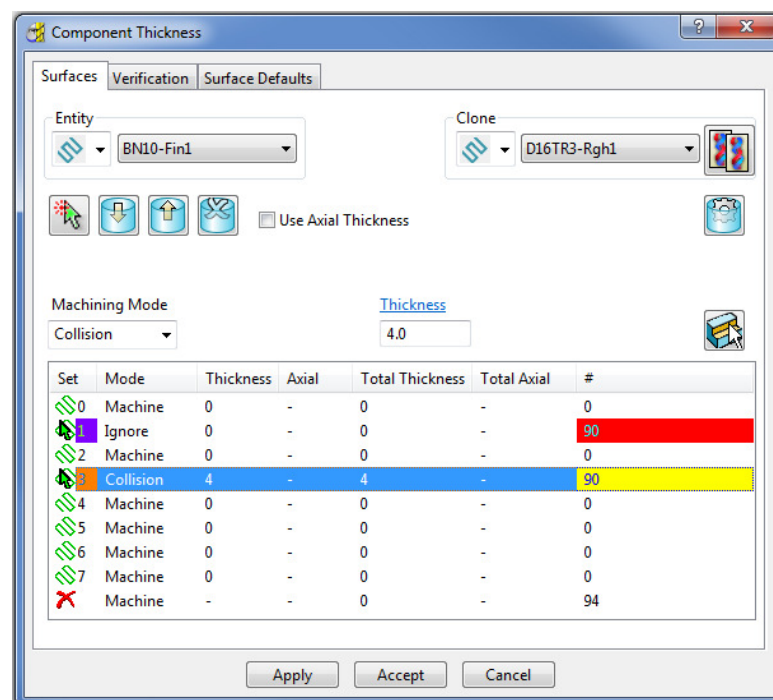 Component Thickness
Surfaces Verification Surface Defaults
Entity Clone
BN10-Fin1 D16TR3-Rgh1
Use Axial Thickness
Machining Mode Thickness
Collision 4.0
Set Mode Thickness Axial Total Thickness Total Axial #
0 Machine 0 - 0 - 0
1 Ignore 0 - 0 - 90
2 Machine 0 - 0 - 0
3 Collision 4 - 4 - 90
4 Machine 0 - 0 - 0
5 Machine 0 - 0 - 0
6 Machine 0 - 0 - 0
7 Machine 0 - 0 - 0
Machine - - 0 - 94
Apply Accept Cancel